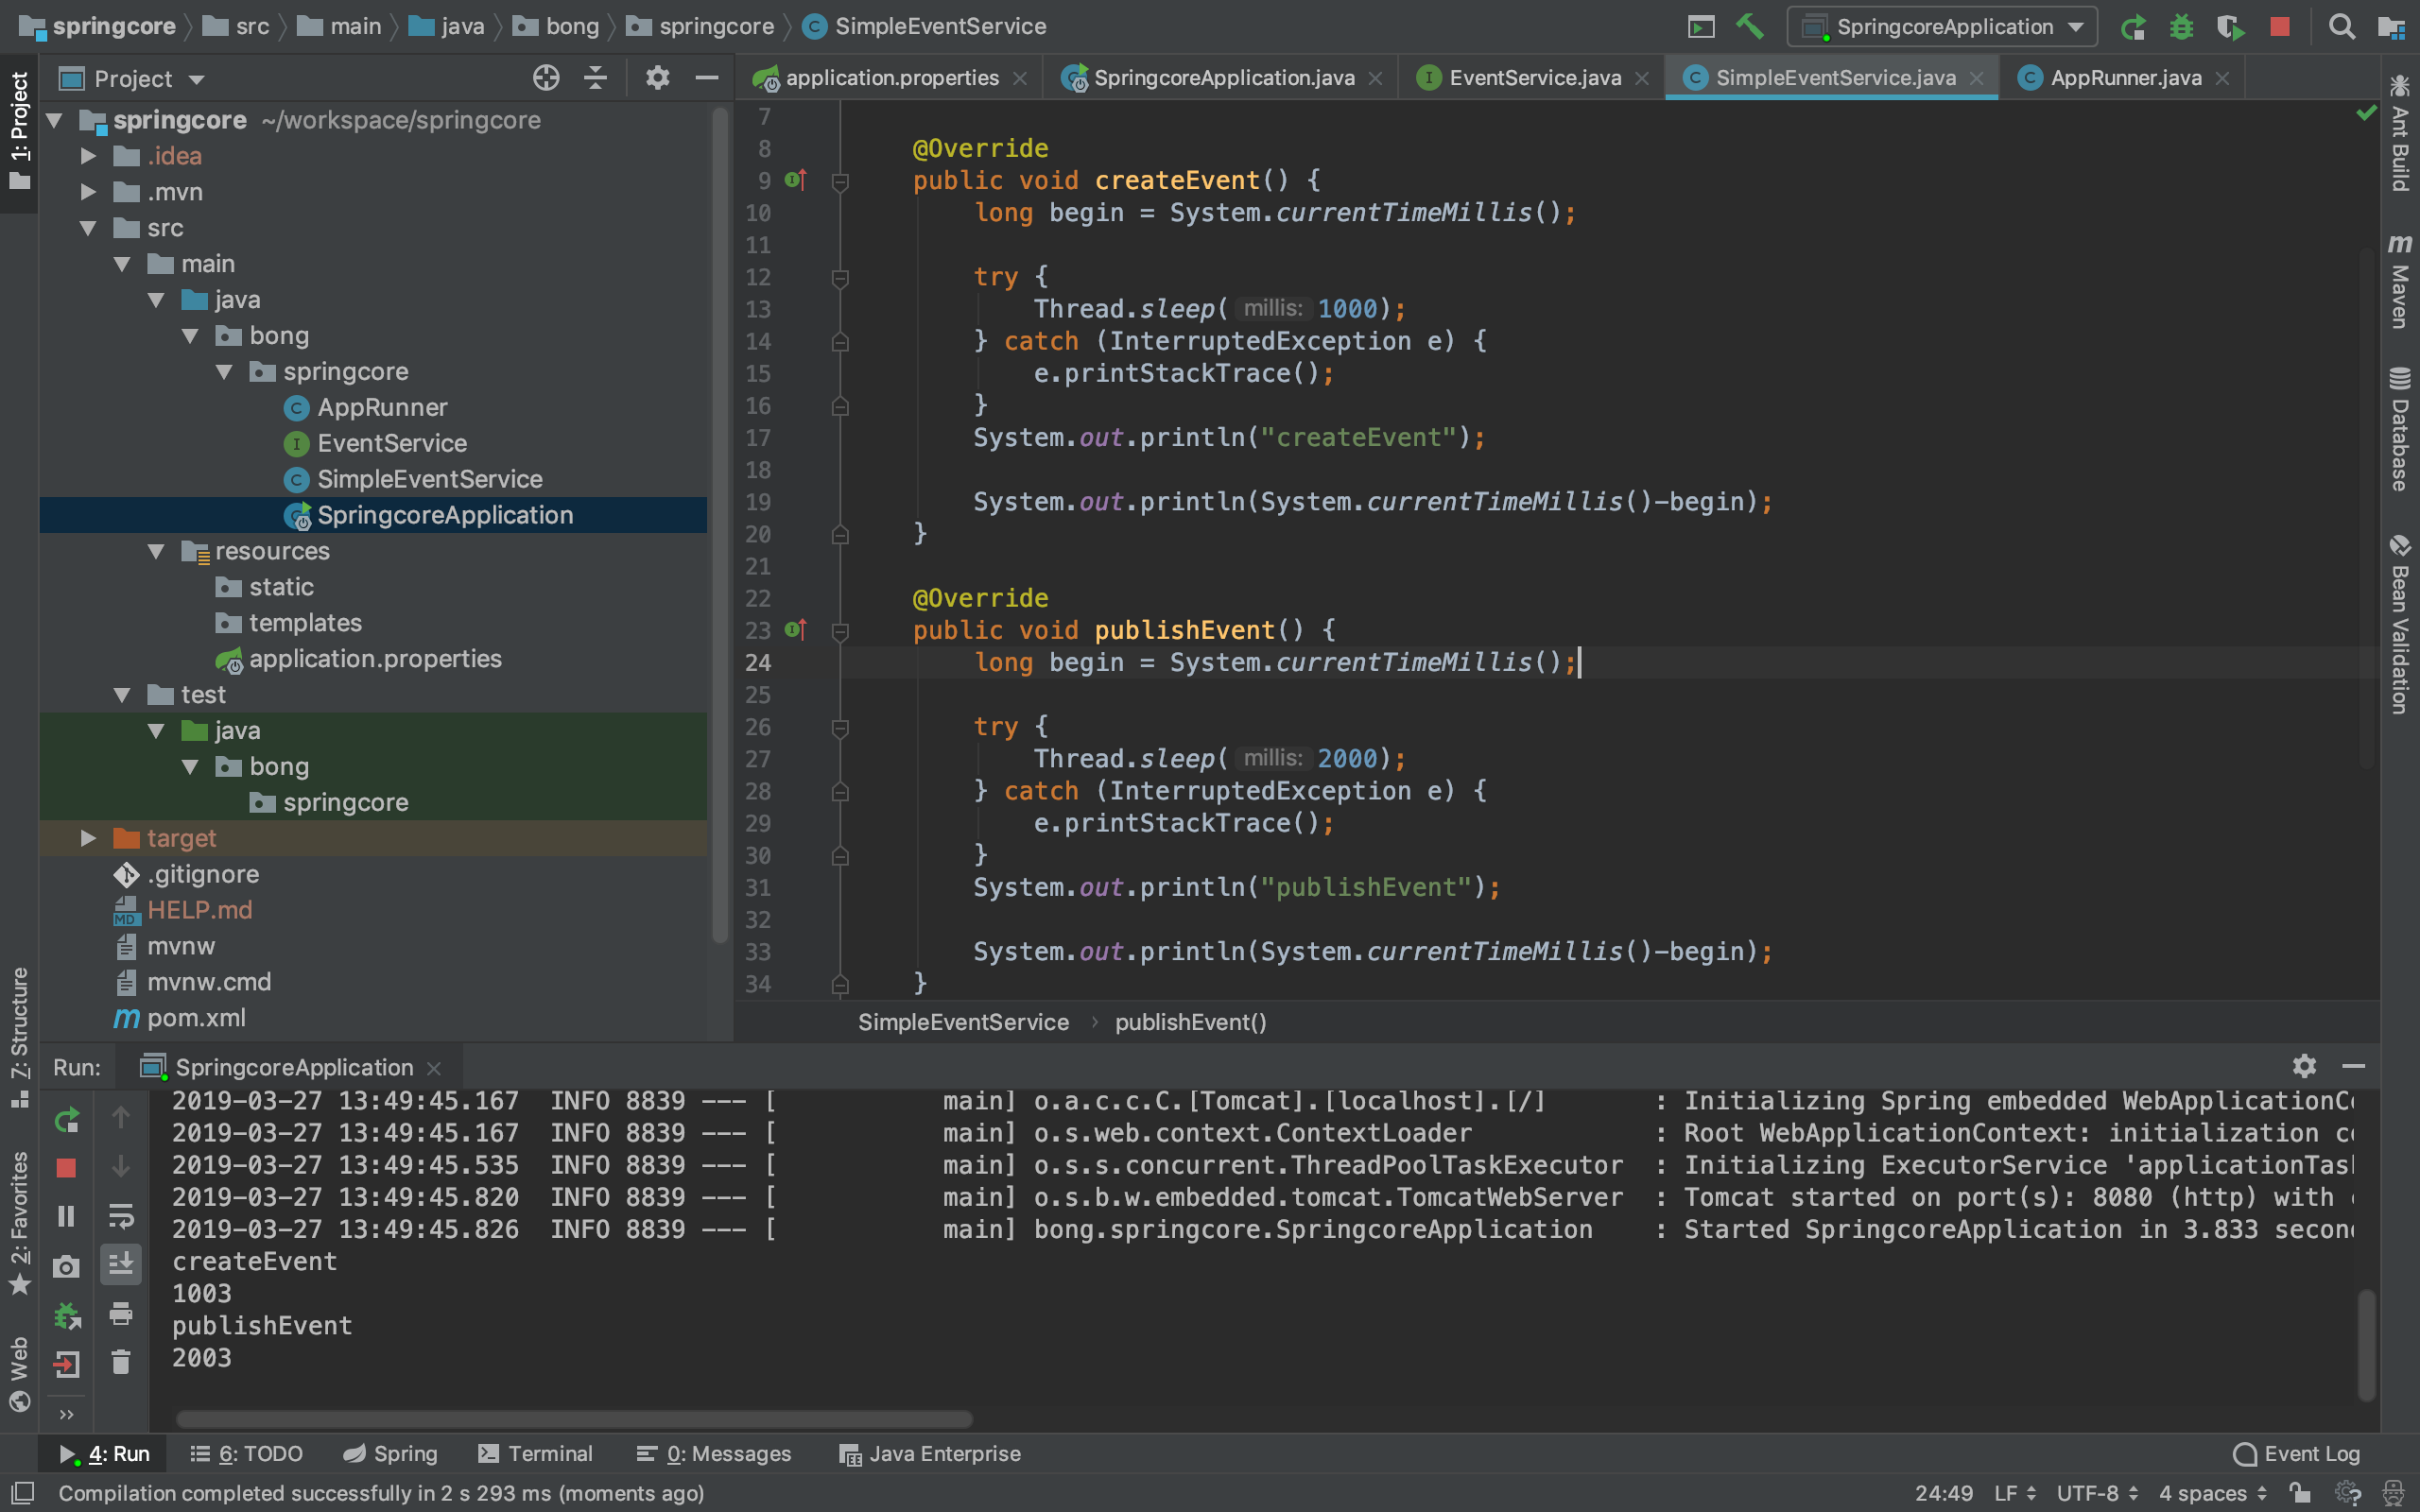 springcore src main java bong springcore SimpleEventService SpringcoreApplication
Project
application.properties SpringcoreApplication.java EventService.java SimpleEventService.java AppRunner.java
1: Project
springcore ~/workspace/springcore
.idea
.mvn
src
main
java
bong
springcore
AppRunner
EventService
SimpleEventService
SpringcoreApplication
resources
static
templates
application.properties
test
java
bong
springcore
target
.gitignore
HELP.md
mvnw
mvnw.cmd
pom.xml
7
8 @Override
9 public void createEvent() {
10 long begin = System.currentTimeMillis();
11
12 try {
13 Thread.sleep( millis: 1000);
14 } catch (InterruptedException e) {
15 e.printStackTrace();
16 }
17 System.out.println("createEvent");
18
19 System.out.println(System.currentTimeMillis()-begin);
20 }
21
22 @Override
23 public void publishEvent() {
24 long begin = System.currentTimeMillis();
25
26 try {
27 Thread.sleep( millis: 2000);
28 } catch (InterruptedException e) {
29 e.printStackTrace();
30 }
31 System.out.println("publishEvent");
32
33 System.out.println(System.currentTimeMillis()-begin);
34 }
SimpleEventService publishEvent()
Ant Build
Maven
Database
Bean Validation
7: Structure
2: Favorites
Web
Run: SpringcoreApplication
2019-03-27 13:49:45.167 INFO 8839 --- [ main] o.a.c.c.C.[Tomcat].[localhost].[/] : Initializing Spring embedded WebApplicationCo
2019-03-27 13:49:45.167 INFO 8839 --- [ main] o.s.web.context.ContextLoader : Root WebApplicationContext: initialization co
2019-03-27 13:49:45.535 INFO 8839 --- [ main] o.s.s.concurrent.ThreadPoolTaskExecutor : Initializing ExecutorService 'applicationTask
2019-03-27 13:49:45.820 INFO 8839 --- [ main] o.s.b.w.embedded.tomcat.TomcatWebServer : Tomcat started on port(s): 8080 (http) with c
2019-03-27 13:49:45.826 INFO 8839 --- [ main] bong.springcore.SpringcoreApplication : Started SpringcoreApplication in 3.833 secon
createEvent
1003
publishEvent
2003
4: Run 6: TODO Spring Terminal 0: Messages Java Enterprise Event Log
Compilation completed successfully in 2 s 293 ms (moments ago) 24:49 LF UTF-8 4 spaces